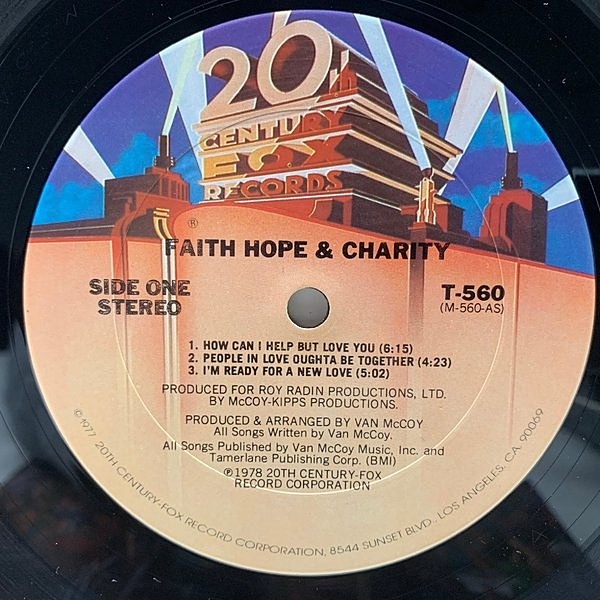 20th
CENTURY
FOX
RECORDS
®
FAITH HOPE & CHARITY
SIDE ONE
STEREO
T-560
(M-560-AS)
1. HOW CAN I HELP BUT LOVE YOU (6:15)
2. PEOPLE IN LOVE OUGHTA BE TOGETHER (4:23)
3. I'M READY FOR A NEW LOVE (5:02)
PRODUCED FOR ROY RADIN PRODUCTIONS, LTD.
BY McCOY-KIPPS PRODUCTIONS.
PRODUCED & ARRANGED BY VAN McCOY
All Songs Written by Van McCoy.
All Songs Published by Van McCoy Music, Inc. and
Tamerlane Publishing Corp. (BMI)
℗ 1978 20TH CENTURY-FOX
RECORD CORPORATION
© 1977 20TH CENTURY-FOX RECORD CORPORATION, 8544 SUNSET BLVD., LOS ANGELES, CA. 90069